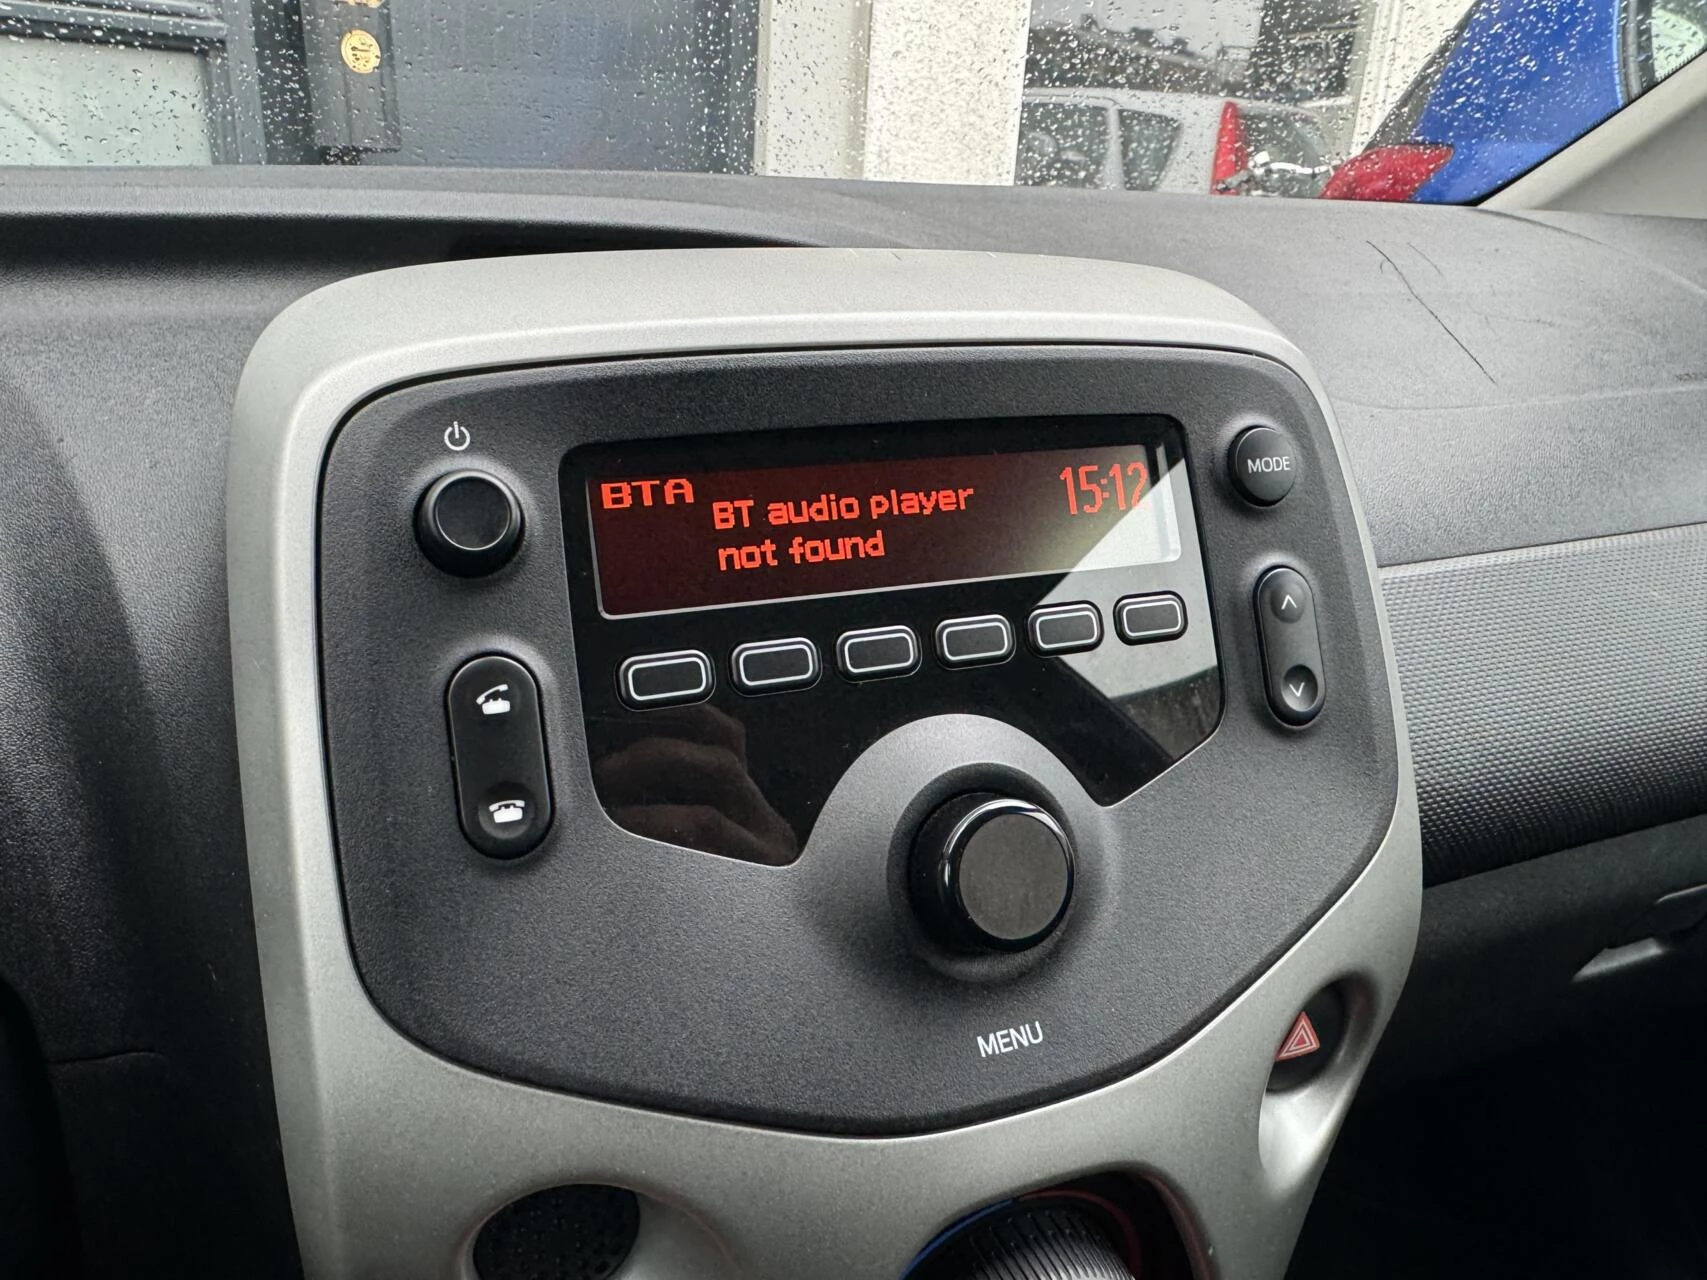 BTA
BT audio player
not found
15:12
MODE
MENU